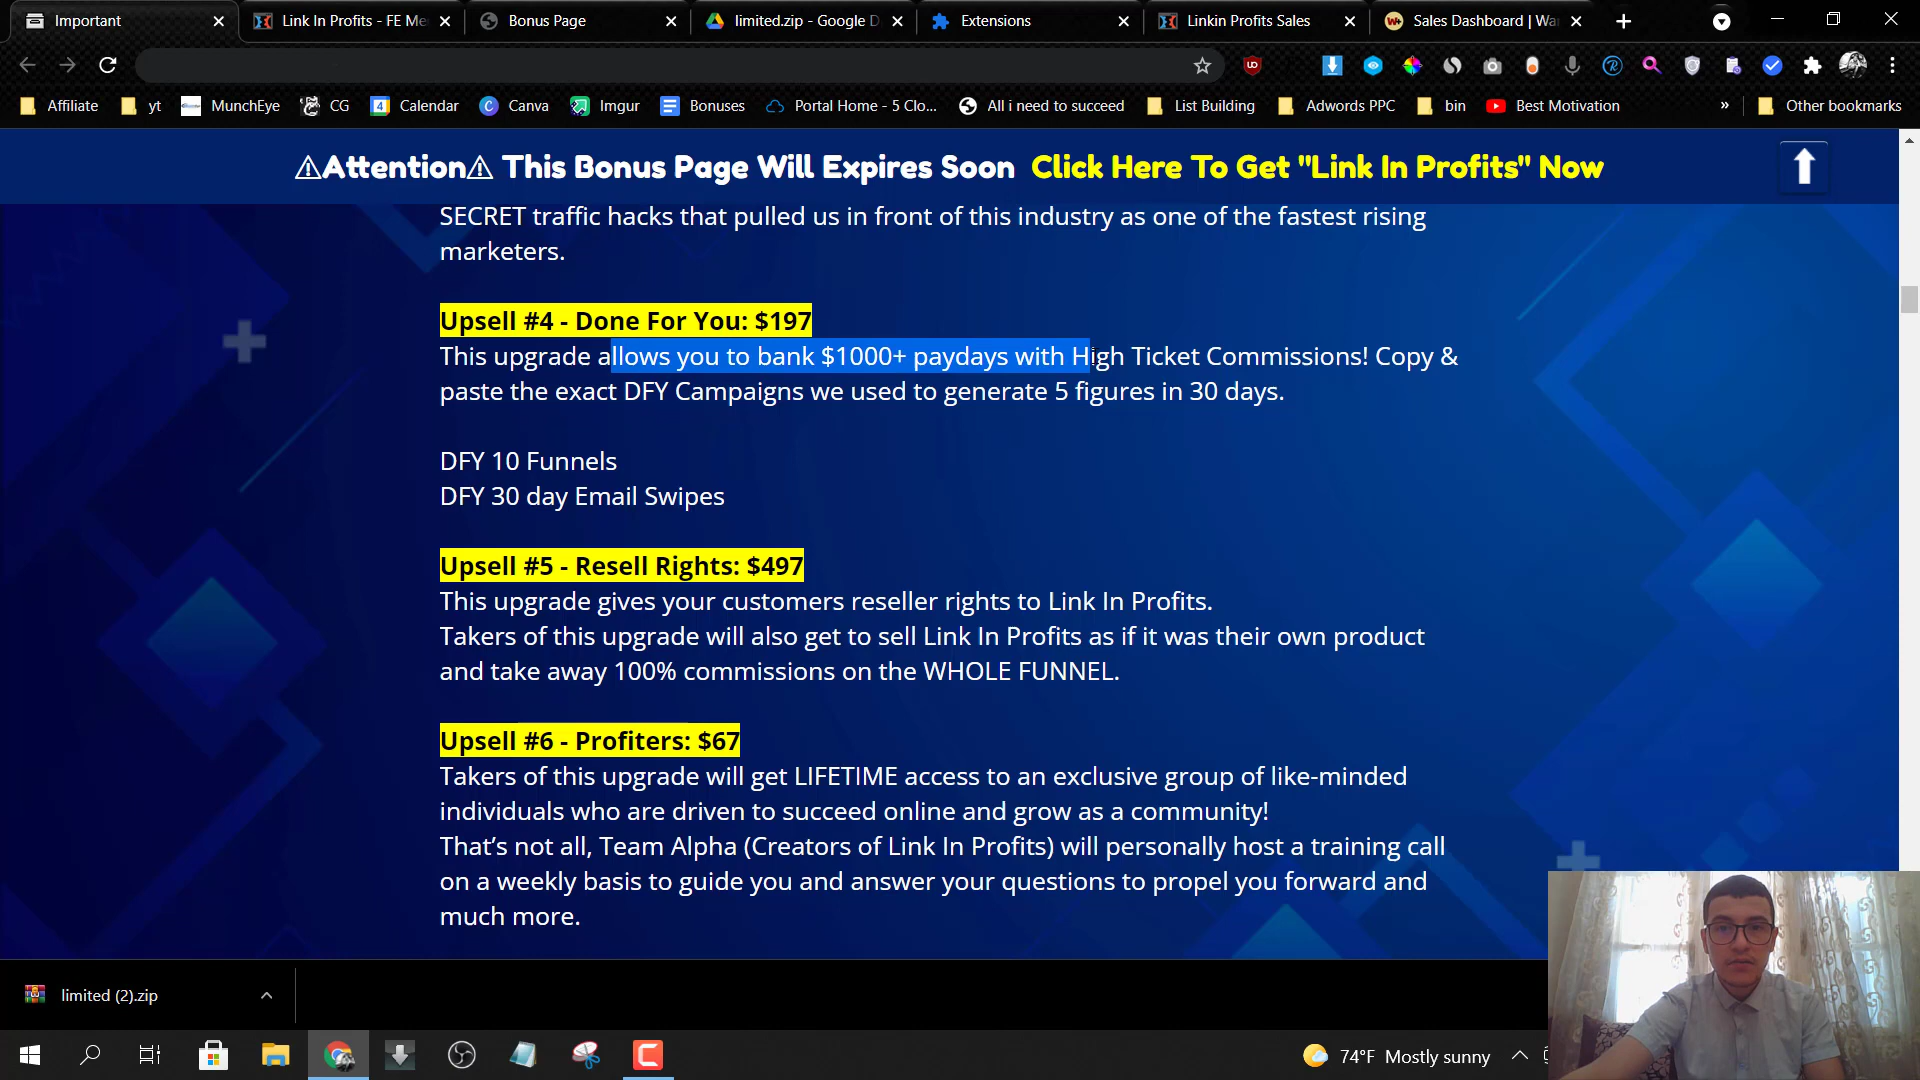 Important
Link In Profits - FE Me
Bonus Page
limited.zip - Google D
Extensions
Linkin Profits Sales
Sales Dashboard | Wa
Affiliate
yt
MunchEye
CG
Calendar
Canva
Imgur
Bonuses
Portal Home - 5 Clo...
All i need to succeed
List Building
Adwords PPC
bin
Best Motivation
»
Other bookmarks
⚠Attention⚠ This Bonus Page Will Expires Soon Click Here To Get "Link In Profits" Now
SECRET traffic hacks that pulled us in front of this industry as one of the fastest rising
marketers.
Upsell #4 - Done For You: $197
This upgrade allows you to bank $1000+ paydays with High Ticket Commissions! Copy &
paste the exact DFY Campaigns we used to generate 5 figures in 30 days.
DFY 10 Funnels
DFY 30 day Email Swipes
Upsell #5 - Resell Rights: $497
This upgrade gives your customers reseller rights to Link In Profits.
Takers of this upgrade will also get to sell Link In Profits as if it was their own product
and take away 100% commissions on the WHOLE FUNNEL.
Upsell #6 - Profiters: $67
Takers of this upgrade will get LIFETIME access to an exclusive group of like-minded
individuals who are driven to succeed online and grow as a community!
That's not all, Team Alpha (Creators of Link In Profits) will personally host a training call
on a weekly basis to guide you and answer your questions to propel you forward and
much more.
limited (2).zip
74°F Mostly sunny